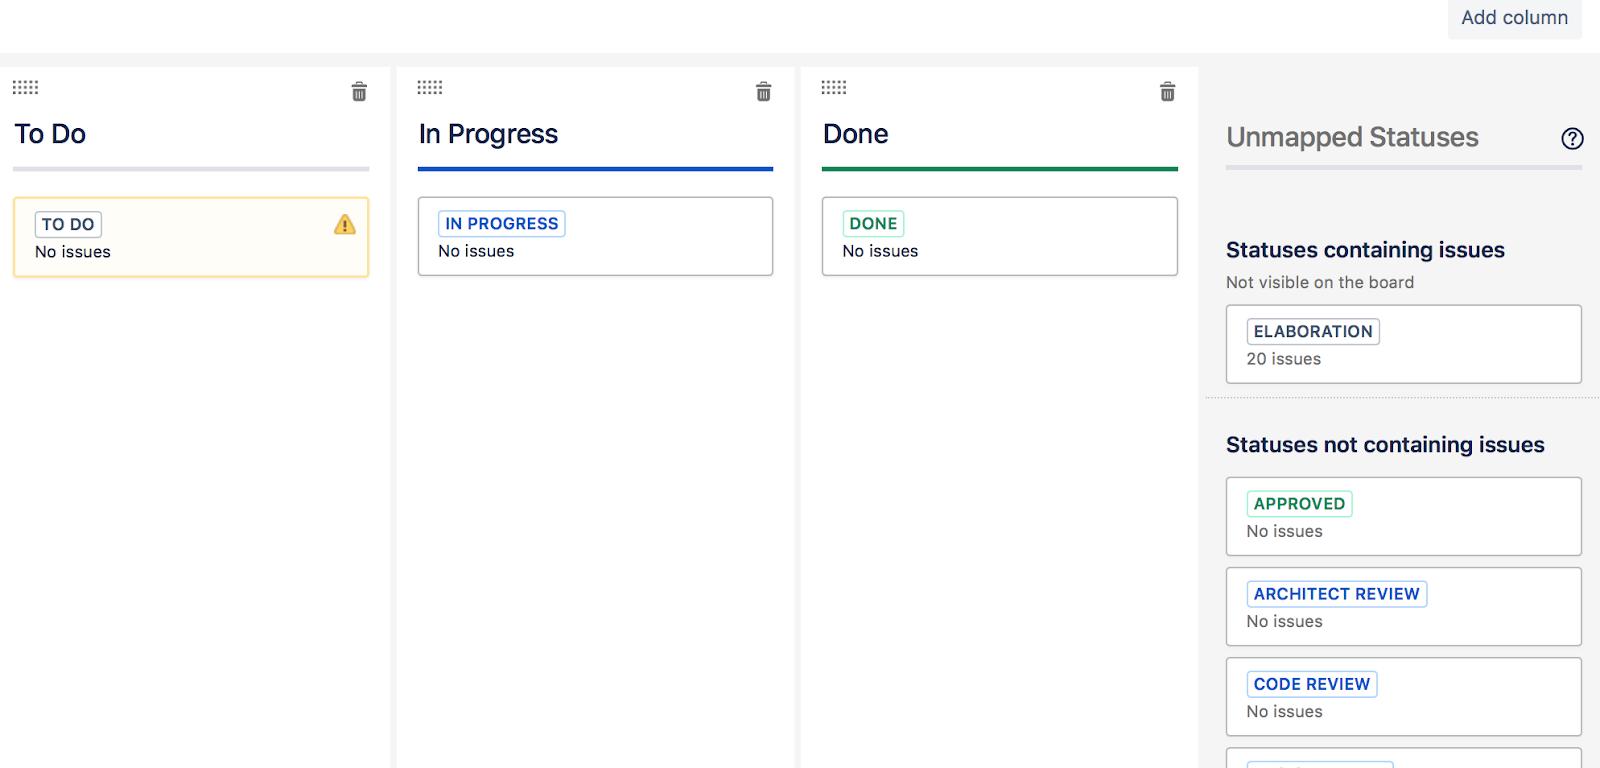 Add column
To Do
TO DO
No issues
In Progress
IN PROGRESS
No issues
Done
DONE
No issues
Unmapped Statuses
Statuses containing issues
Not visible on the board
ELABORATION
20 issues
Statuses not containing issues
APPROVED
No issues
ARCHITECT REVIEW
No issues
CODE REVIEW
No issues